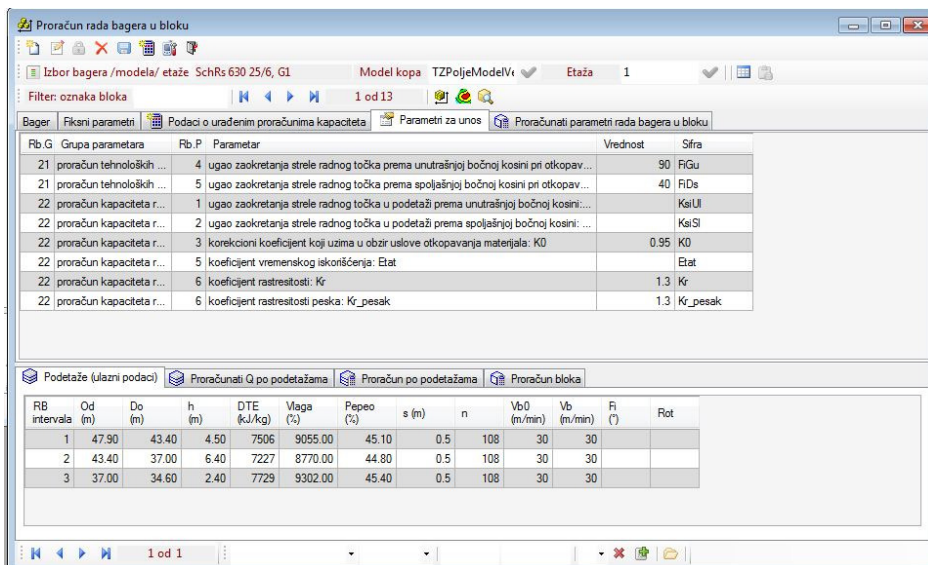 Proračun rada bagera u bloku
Izbor bagera /modela/ etaže SchRs 630 25/6, G1 Model kopa TZPoljeModelVe Etaža 1
Filter: oznaka bloka 1 od 13
Bager Fiksni parametri Podaci o urađenim proračunima kapaciteta Parametri za unos Proračunati parametri rada bagera u bloku
Rb.G Grupa parametara Rb.P Parametar Vrednost Sifra
21 proračun tehnoloških ... 4 ugao zaokretanja strele radnog točka prema unutrašnjoj bočnoj kosini pri otkopav... 90 FiGu
21 proračun tehnoloških ... 5 ugao zaokretanja strele radnog točka prema spoljašnjoj bočnoj kosini pri otkopav... 40 FiDs
22 proračun kapaciteta r... 1 ugao zaokretanja strele radnog točka u podetaži prema unutrašnjoj bočnoj kosini:... KsiUl
22 proračun kapaciteta r... 2 ugao zaokretanja strele radnog točka u podetaži prema spoljašnjoj bočnoj kosini: ... KsiSl
22 proračun kapaciteta r... 3 korekcioni koeficijent koji uzima u obzir uslove otkopavanja materijala: K0 0.95 K0
22 proračun kapaciteta r... 5 koeficijent vremenskog iskorišćenja: Etat Etat
22 proračun kapaciteta r... 6 koeficijent rastresitosti: Kr 1.3 Kr
22 proračun kapaciteta r... 6 koeficijent rastresitosti peska: Kr_pesak 1.3 Kr_pesak
Podetaže (ulazni podaci) Proračunati Q po podetažama Proračun po podetažama Proračun bloka
RB Od Do h DTE Vlaga Pepeo s (m) n Vb0 Vb Fi Rot
intervala (m) (m) (m) (kJ/kg) (%) (%) (m/min) (m/min) (°)
1 47.90 43.40 4.50 7506 9055.00 45.10 0.5 108 30 30
2 43.40 37.00 6.40 7227 8770.00 44.80 0.5 108 30 30
3 37.00 34.60 2.40 7729 9302.00 45.40 0.5 108 30 30
1 od 1